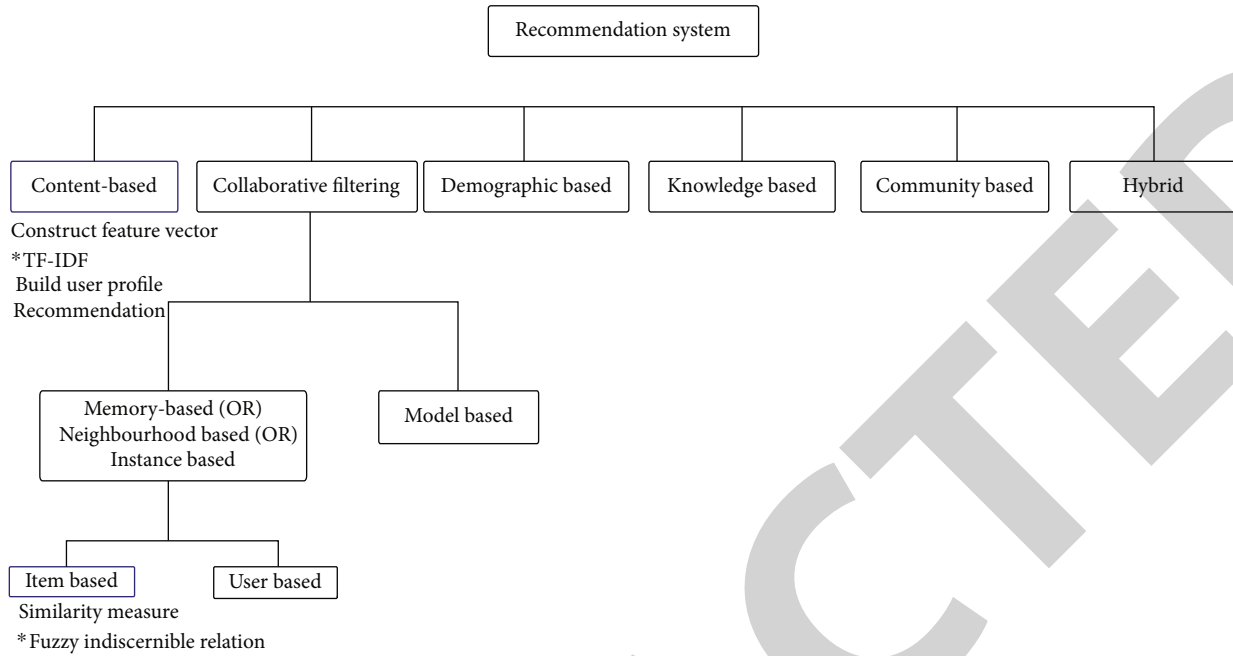 Recommendation system
Content-based
Collaborative filtering
Demographic based
Knowledge based
Community based
Hybrid
Construct feature vector
*TF-IDF
Build user profile
Recommendation
Memory-based (OR)
Neighbourhood based (OR)
Instance based
Model based
Item based
User based
Similarity measure
*Fuzzy indiscernible relation
CTED